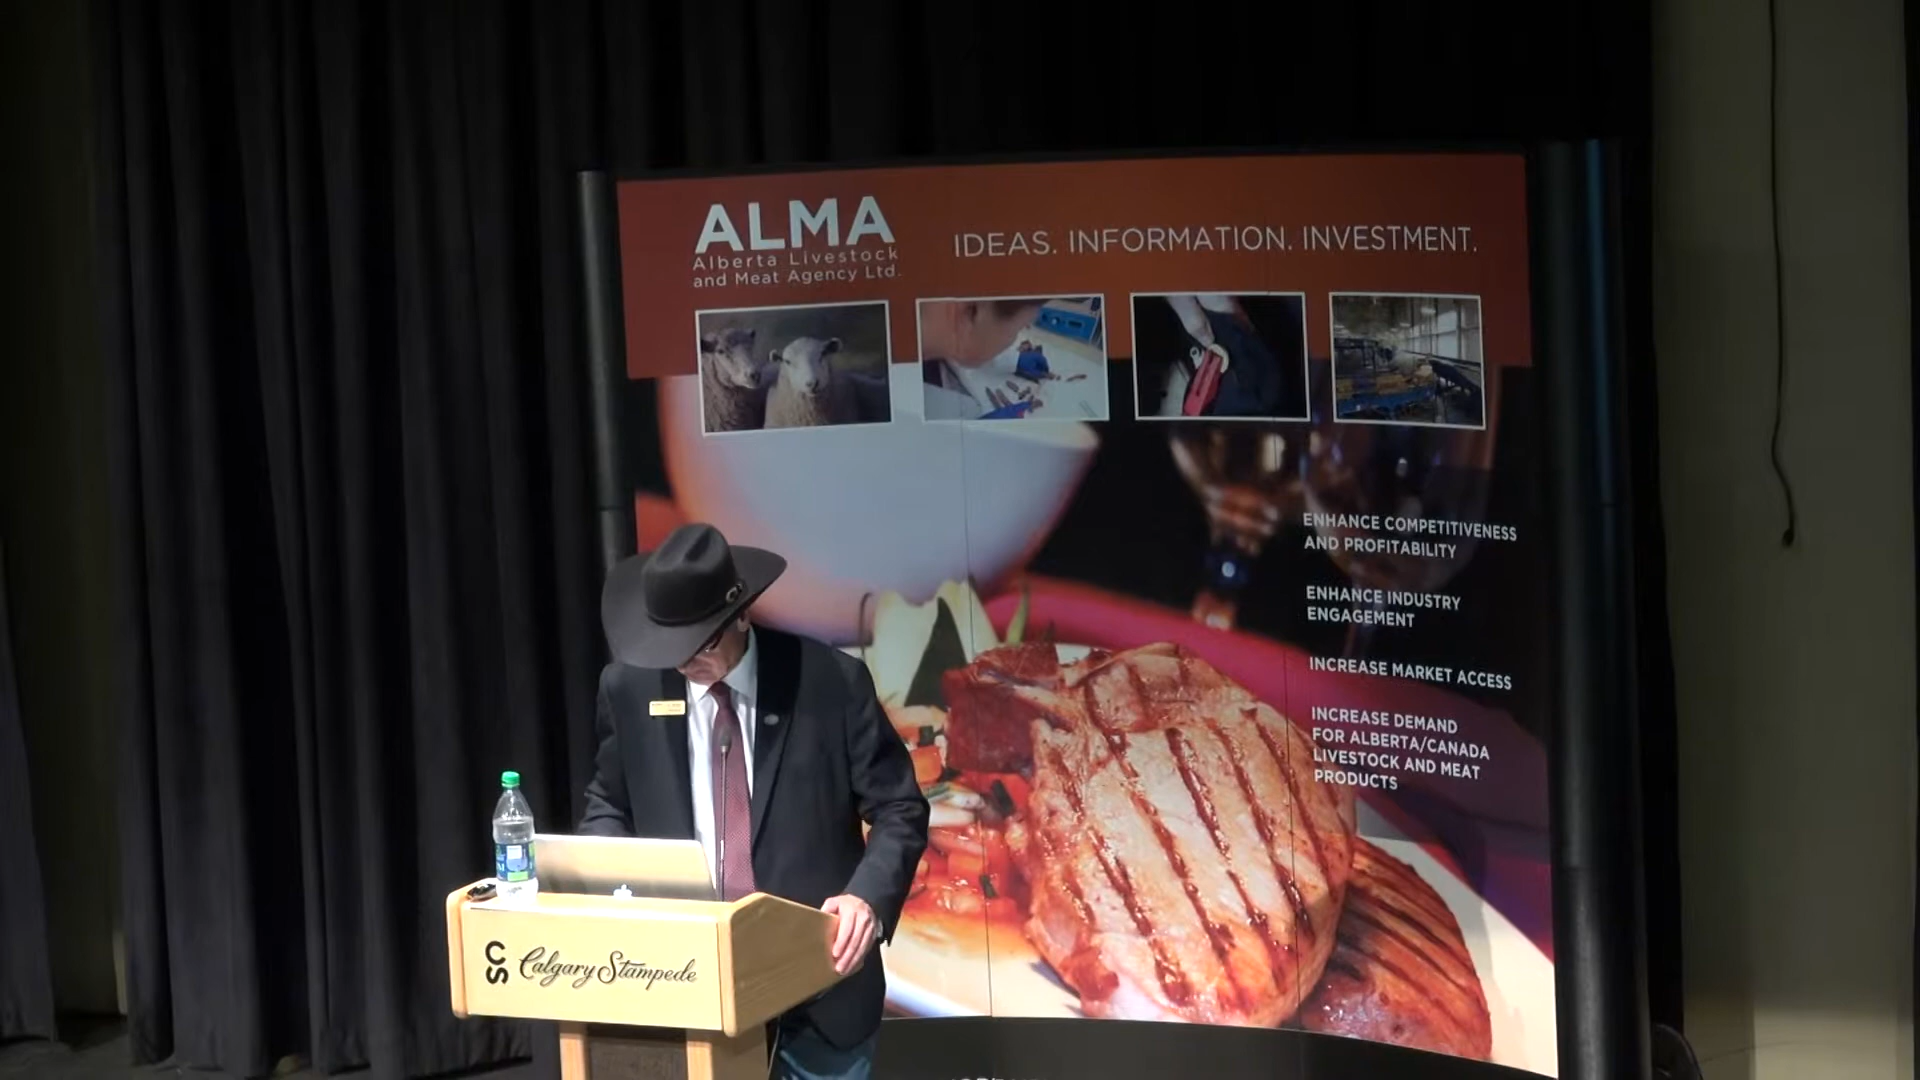 ALMA
Alberta Livestock
and Meat Agency Ltd.
IDEAS. INFORMATION. INVESTMENT.
ENHANCE COMPETITIVENESS
AND PROFITABILITY
ENHANCE INDUSTRY
ENGAGEMENT
INCREASE MARKET ACCESS
INCREASE DEMAND
FOR ALBERTA/CANADA
LIVESTOCK AND MEAT
PRODUCTS
CS Calgary Stampede